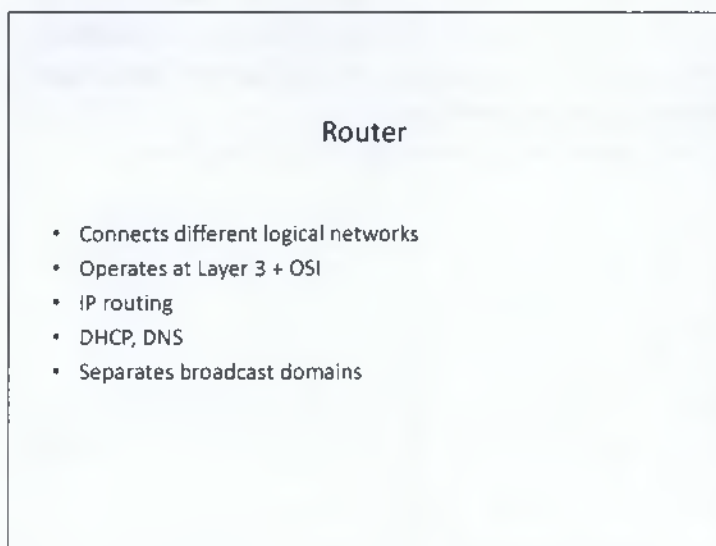 Router
• Connects different logical networks
• Operates at Layer 3 + OSI
• IP routing
• DHCP, DNS
• Separates broadcast domains